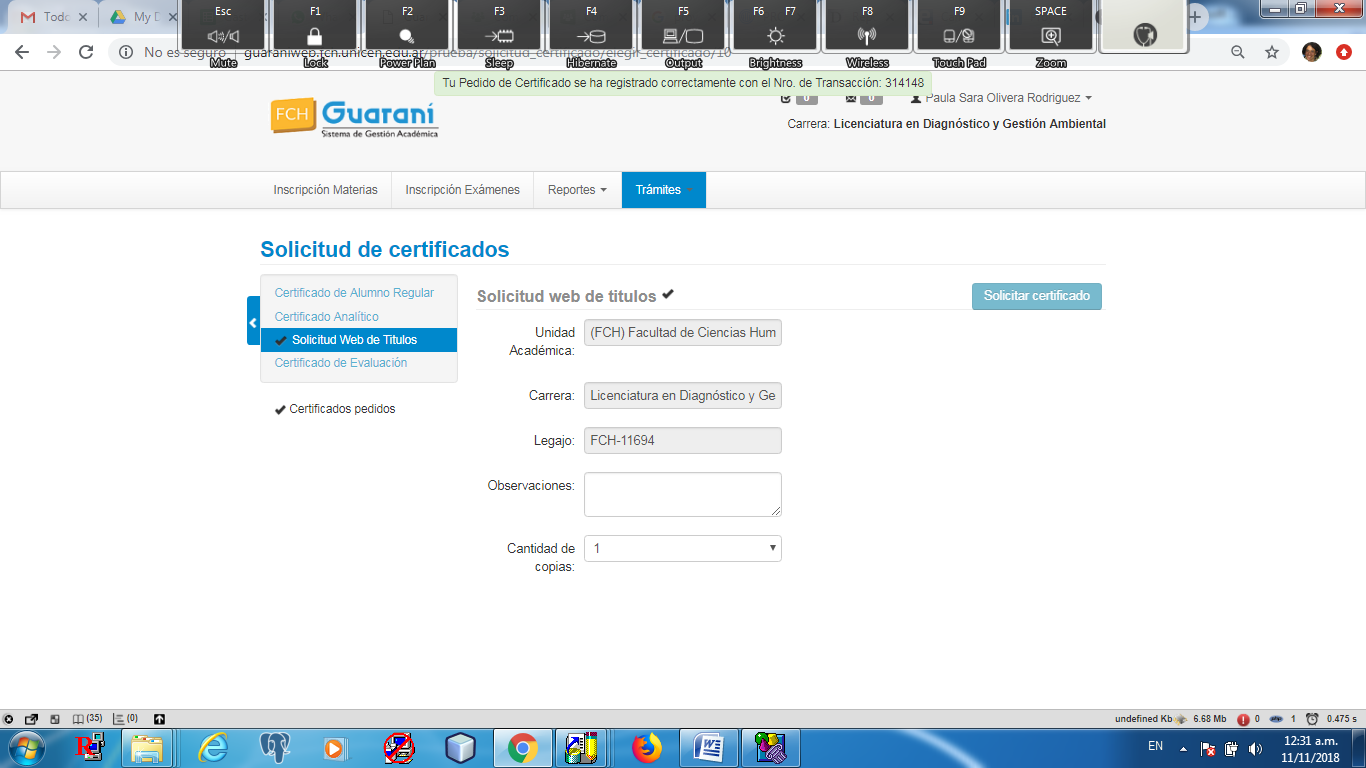 Esc
F1
F2
F3
F4
F5
F6 F7
F8
F9
SPACE
Mute
Lock
Power Plan
Sleep
Hibernate
Output
Brightness
Wireless
Touch Pad
Zoom
Todo
My D
No es seguro
guaraniweb.fch.unicen.edu.ar/prueba/solicitud_certificado/elegir_certificado/10
Tu Pedido de Certificado se ha registrado correctamente con el Nro. de Transacción: 314148
FCH Guaraní
Sistema de Gestión Académica
0 0 Paula Sara Olivera Rodriguez
Carrera: Licenciatura en Diagnóstico y Gestión Ambiental
Inscripción Materias Inscripción Exámenes Reportes Trámites
Solicitud de certificados
Certificado de Alumno Regular
Certificado Analítico
Solicitud Web de Titulos
Certificado de Evaluación
Certificados pedidos
Solicitud web de titulos
Solicitar certificado
Unidad
Académica:
(FCH) Facultad de Ciencias Hum
Carrera:
Licenciatura en Diagnóstico y Ge
Legajo:
FCH-11694
Observaciones:
Cantidad de
copias:
1
(35) (0)
undefined Kb 6.68 Mb 0 1 0.475 s
EN
12:31 a.m.
11/11/2018